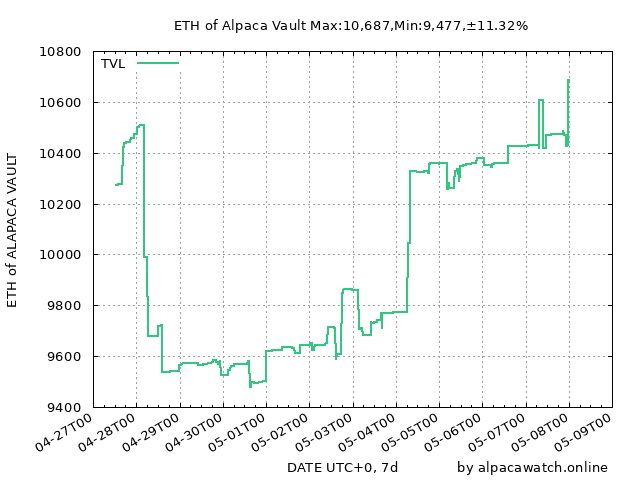 ETH of Alpaca Vault Max:10,687,Min:9,477,±11.32%
TVL
10800
10600
10400
10200
10000
9800
9600
9400
ETH of ALAPACA VAULT
04-27T00
04-28T00
04-29T00
04-30T00
05-01T00
05-02T00
05-03T00
05-04T00
05-05T00
05-06T00
05-07T00
05-08T00
05-09T00
DATE UTC+0, 7d
by alpacawatch.online